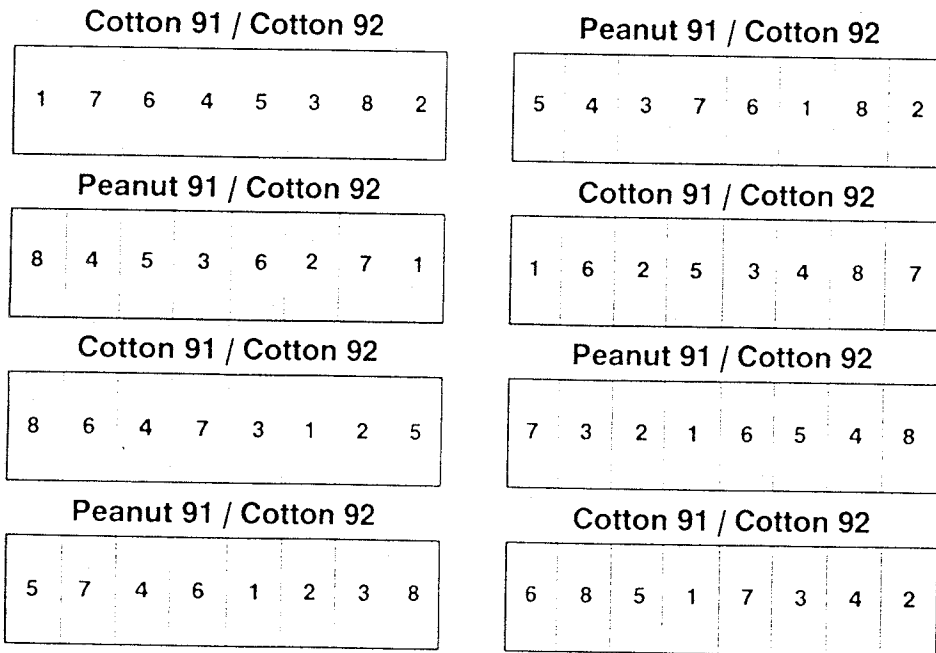 Cotton 91 / Cotton 92
1 7 6 4 5 3 8 2
Peanut 91 / Cotton 92
5 4 3 7 6 1 8 2
Peanut 91 / Cotton 92
8 4 5 3 6 2 7 1
Cotton 91 / Cotton 92
1 6 2 5 3 4 8 7
Cotton 91 / Cotton 92
8 6 4 7 3 1 2 5
Peanut 91 / Cotton 92
7 3 2 1 6 5 4 8
Peanut 91 / Cotton 92
5 7 4 6 1 2 3 8
Cotton 91 / Cotton 92
6 8 5 1 7 3 4 2